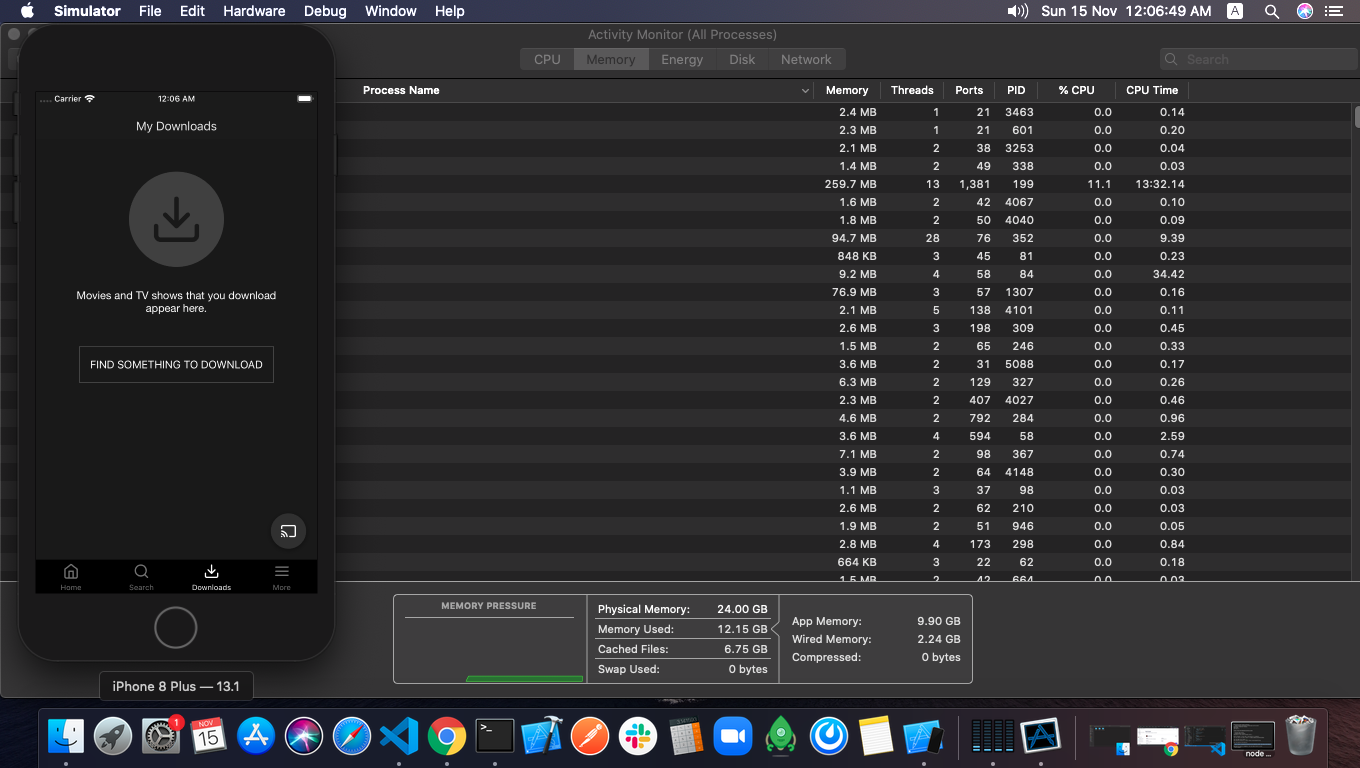 Simulator File Edit Hardware Debug Window Help Sun 15 Nov 12:06:49 AM A
Activity Monitor (All Processes)
CPU Memory Energy Disk Network Search
Process Name Memory Threads Ports PID % CPU CPU Time
2.4 MB 1 21 3463 0.0 0.14
2.3 MB 1 21 601 0.0 0.20
2.1 MB 2 38 3253 0.0 0.04
1.4 MB 2 49 338 0.0 0.03
259.7 MB 13 1,381 199 11.1 13:32.14
1.6 MB 2 42 4067 0.0 0.10
1.8 MB 2 50 4040 0.0 0.09
94.7 MB 28 76 352 0.0 9.39
848 KB 3 45 81 0.0 0.23
9.2 MB 4 58 84 0.0 34.42
76.9 MB 3 57 1307 0.0 0.16
2.1 MB 5 138 4101 0.0 0.11
2.6 MB 3 198 309 0.0 0.45
1.5 MB 2 65 246 0.0 0.33
3.6 MB 2 31 5088 0.0 0.17
6.3 MB 2 129 327 0.0 0.26
2.3 MB 2 407 4027 0.0 0.46
4.6 MB 2 792 284 0.0 0.96
3.6 MB 4 594 58 0.0 2.59
7.1 MB 2 98 367 0.0 0.74
3.9 MB 2 64 4148 0.0 0.30
1.1 MB 3 37 98 0.0 0.03
2.6 MB 2 62 210 0.0 0.03
1.9 MB 2 51 946 0.0 0.05
2.8 MB 4 173 298 0.0 0.84
664 KB 3 22 62 0.0 0.18
1.5 MB 2 42 664 0.0 0.03
Carrier 12:06 AM
My Downloads
Movies and TV shows that you download
appear here.
FIND SOMETHING TO DOWNLOAD
Home Search Downloads More
iPhone 8 Plus — 13.1
MEMORY PRESSURE
Physical Memory: 24.00 GB
Memory Used: 12.15 GB
Cached Files: 6.75 GB
Swap Used: 0 bytes
App Memory: 9.90 GB
Wired Memory: 2.24 GB
Compressed: 0 bytes
1
NOV
15
>_
node ...